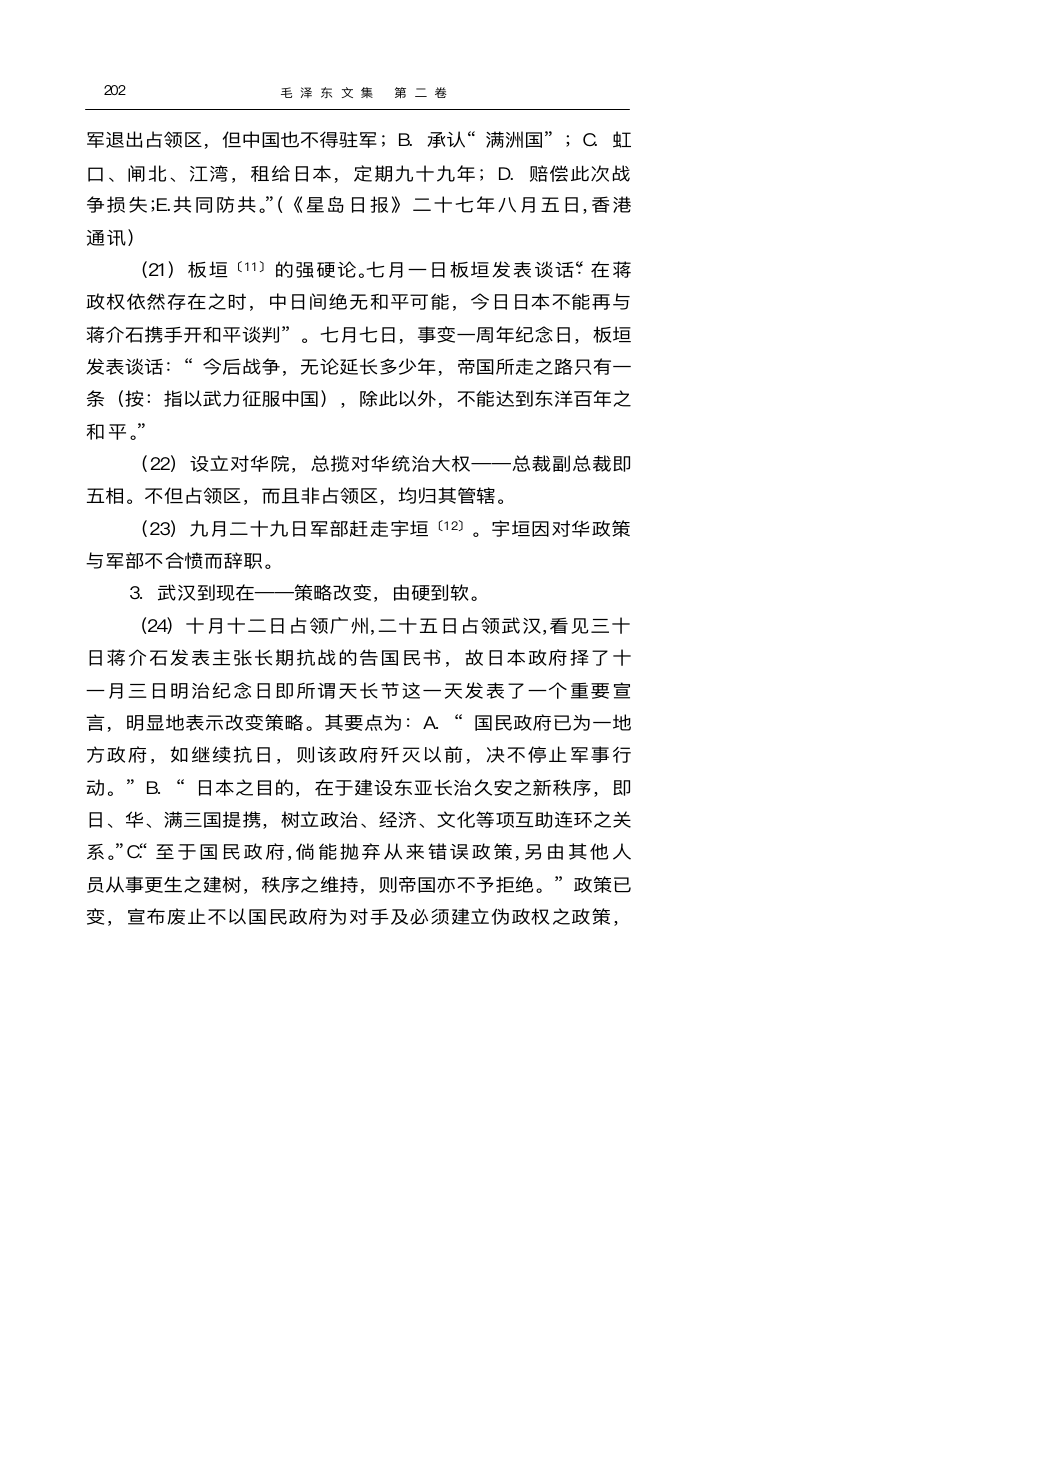 202 毛泽东文集 第二卷
军退出占领区，但中国也不得驻军；B. 承认“满洲国”；C. 虹
口、闸北、江湾，租给日本，定期九十九年；D. 赔偿此次战
争损失；E.共同防共。”（《星岛日报》二十七年八月五日，香港
通讯）
（21）板垣〔11〕的强硬论。七月一日板垣发表谈话：“在蒋
政权依然存在之时，中日间绝无和平可能，今日日本不能再与
蒋介石携手开和平谈判”。七月七日，事变一周年纪念日，板垣
发表谈话：“今后战争，无论延长多少年，帝国所走之路只有一
条（按：指以武力征服中国），除此以外，不能达到东洋百年之
和平。”
（22）设立对华院，总揽对华统治大权——总裁副总裁即
五相。不但占领区，而且非占领区，均归其管辖。
（23）九月二十九日军部赶走宇垣〔12〕。宇垣因对华政策
与军部不合愤而辞职。
3. 武汉到现在——策略改变，由硬到软。
（24）十月十二日占领广州，二十五日占领武汉，看见三十
日蒋介石发表主张长期抗战的告国民书，故日本政府择了十
一月三日明治纪念日即所谓天长节这一天发表了一个重要宣
言，明显地表示改变策略。其要点为：A. “国民政府已为一地
方政府，如继续抗日，则该政府歼灭以前，决不停止军事行
动。”B. “日本之目的，在于建设东亚长治久安之新秩序，即
日、华、满三国提携，树立政治、经济、文化等项互助连环之关
系。”C.“至于国民政府，倘能抛弃从来错误政策，另由其他人
员从事更生之建树，秩序之维持，则帝国亦不予拒绝。”政策已
变，宣布废止不以国民政府为对手及必须建立伪政权之政策，